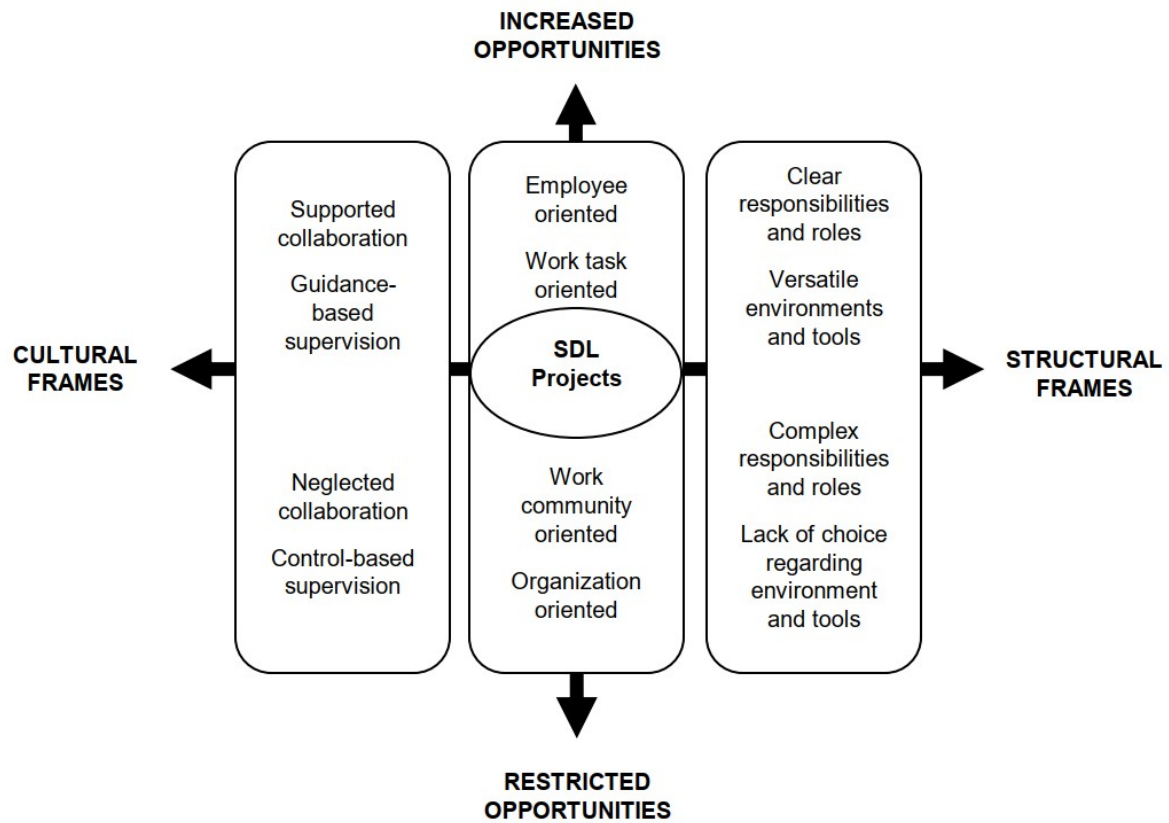 INCREASED
OPPORTUNITIES
Supported
collaboration
Guidance-
based
supervision
Neglected
collaboration
Control-based
supervision
Employee
oriented
Work task
oriented
SDL
Projects
Work
community
oriented
Organization
oriented
Clear
responsibilities
and roles
Versatile
environments
and tools
Complex
responsibilities
and roles
Lack of choice
regarding
environment
and tools
CULTURAL
FRAMES
STRUCTURAL
FRAMES
RESTRICTED
OPPORTUNITIES